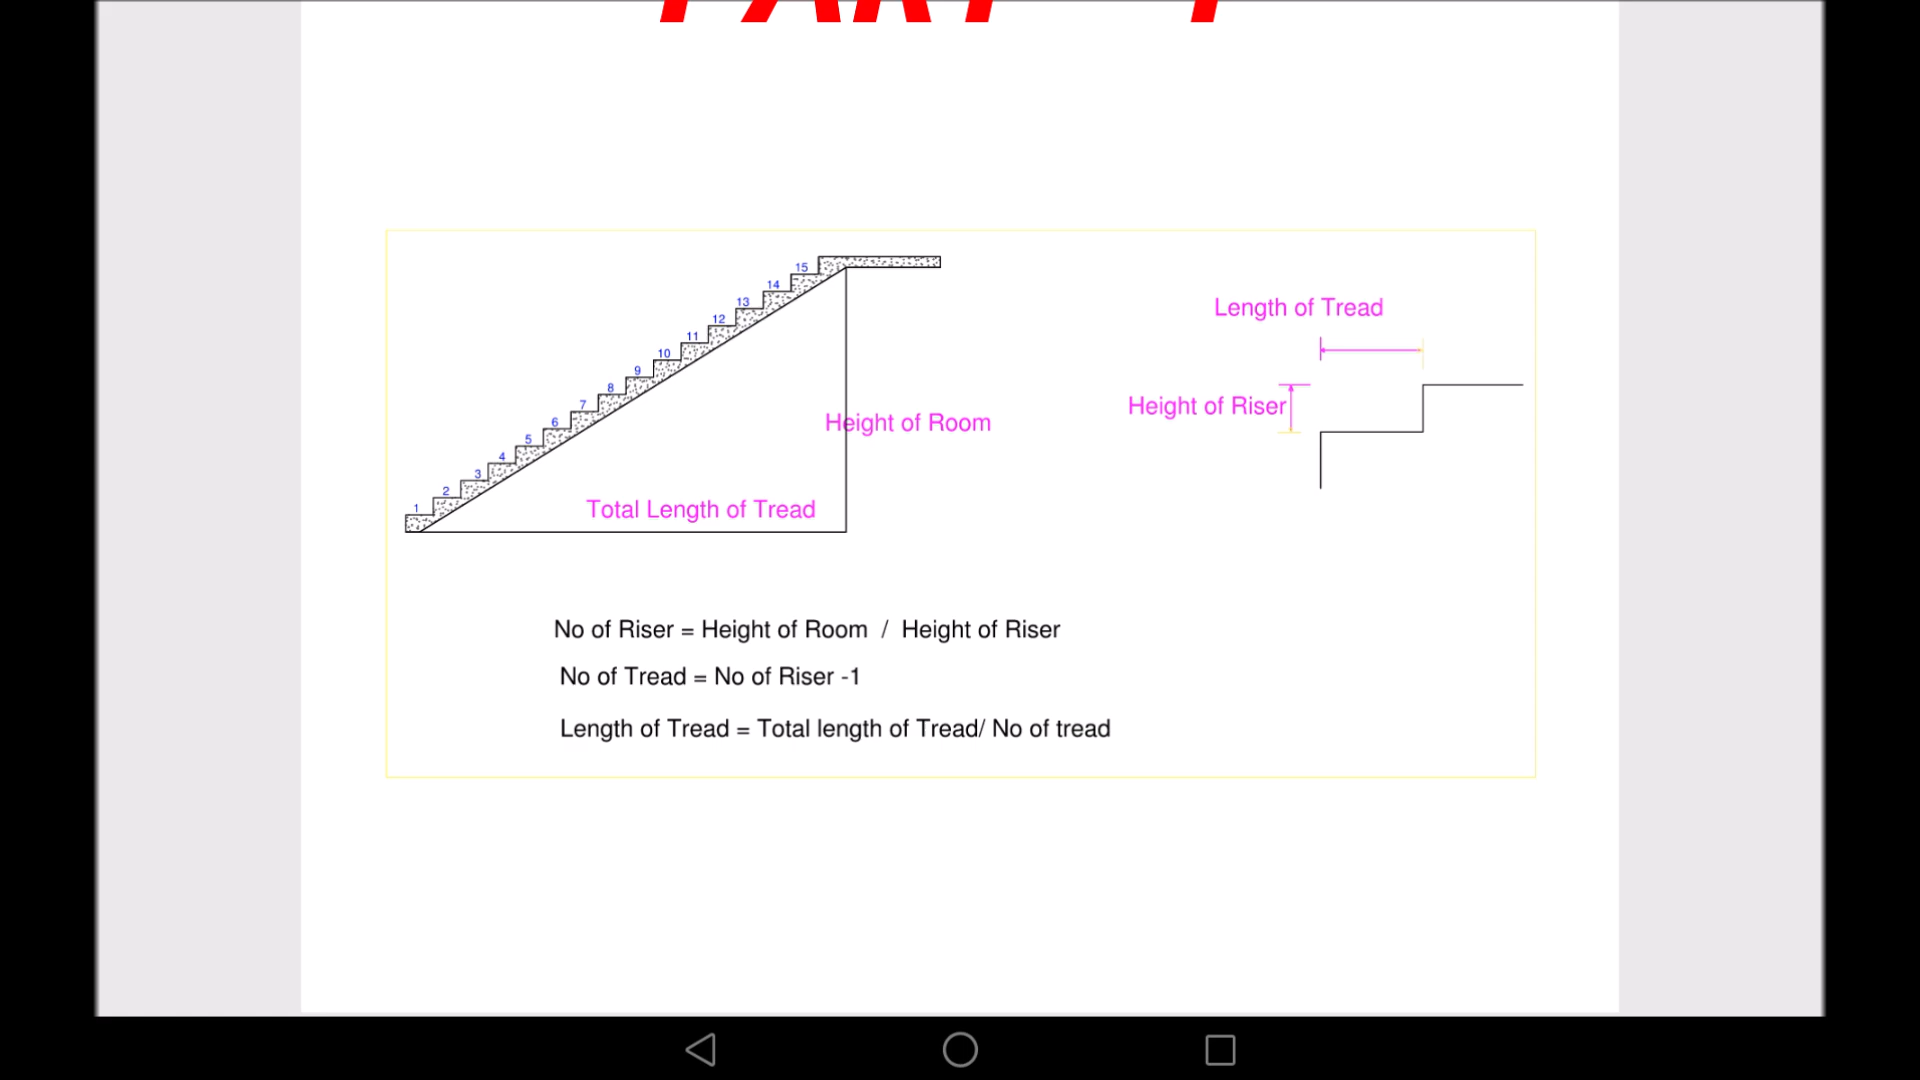 15
14
13
12
11
10
9
8
7
6
5
4
3
2
1
Height of Room
Total Length of Tread
Length of Tread
Height of Riser
No of Riser = Height of Room / Height of Riser
No of Tread = No of Riser -1
Length of Tread = Total length of Tread/ No of tread